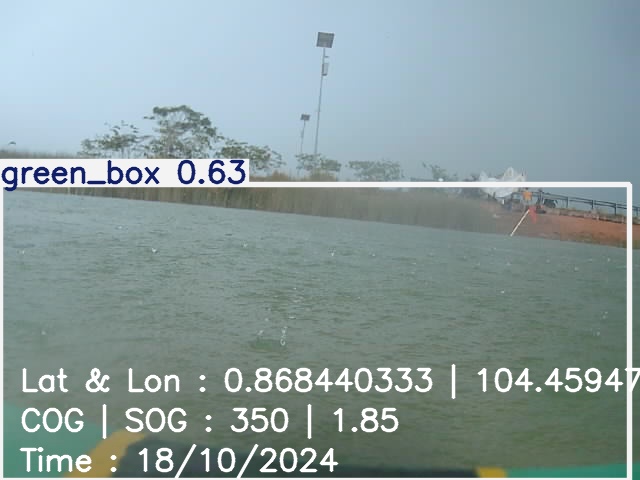 green_box 0.63
Lat & Lon : 0.868440333 | 104.45947
COG | SOG : 350 | 1.85
Time : 18/10/2024